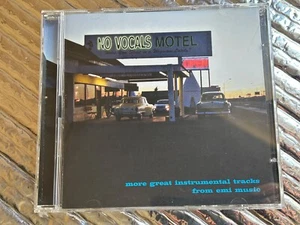 NO VOCALS MOTEL
more great instrumental tracks
from emi music